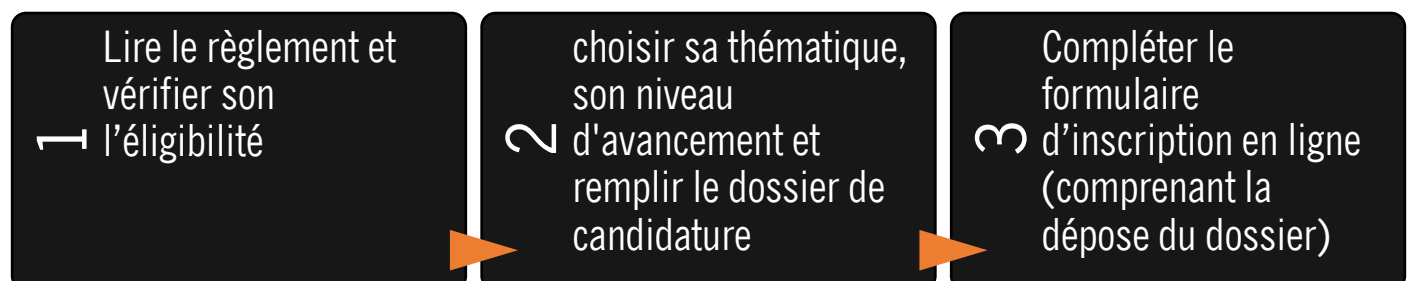 1
Lire le règlement et
vérifier son
l’éligibilité
2
choisir sa thématique,
son niveau
d'avancement et
remplir le dossier de
candidature
3
Compléter le
formulaire
d’inscription en ligne
(comprenant la
dépose du dossier)